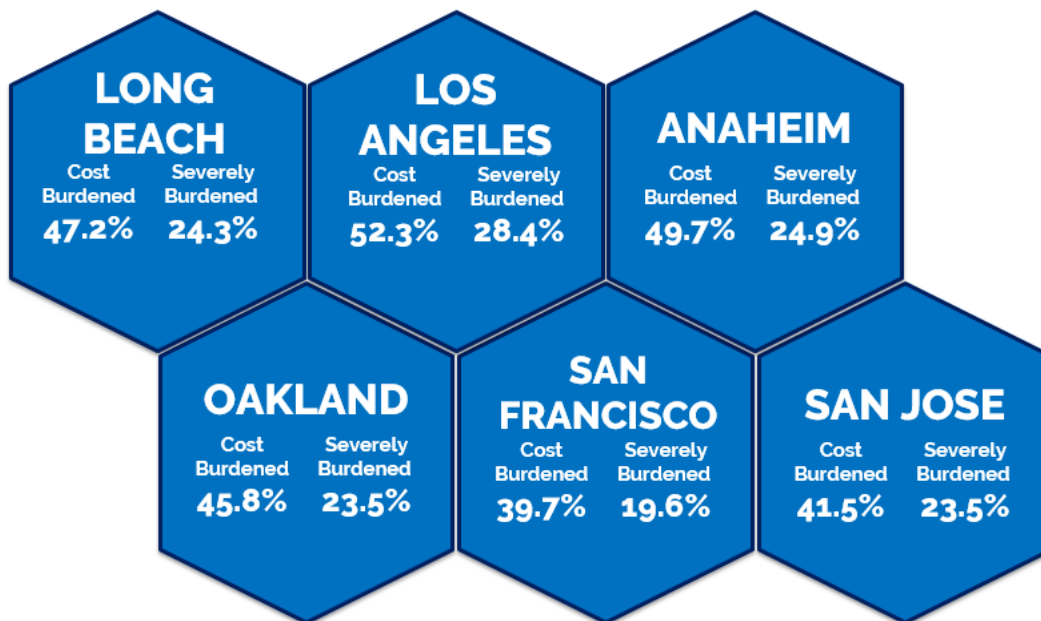 LONG
BEACH
Cost Severely
Burdened Burdened
47.2% 24.3%
LOS
ANGELES
Cost Severely
Burdened Burdened
52.3% 28.4%
ANAHEIM
Cost Severely
Burdened Burdened
49.7% 24.9%
OAKLAND
Cost Severely
Burdened Burdened
45.8% 23.5%
SAN
FRANCISCO
Cost Severely
Burdened Burdened
39.7% 19.6%
SAN JOSE
Cost Severely
Burdened Burdened
41.5% 23.5%